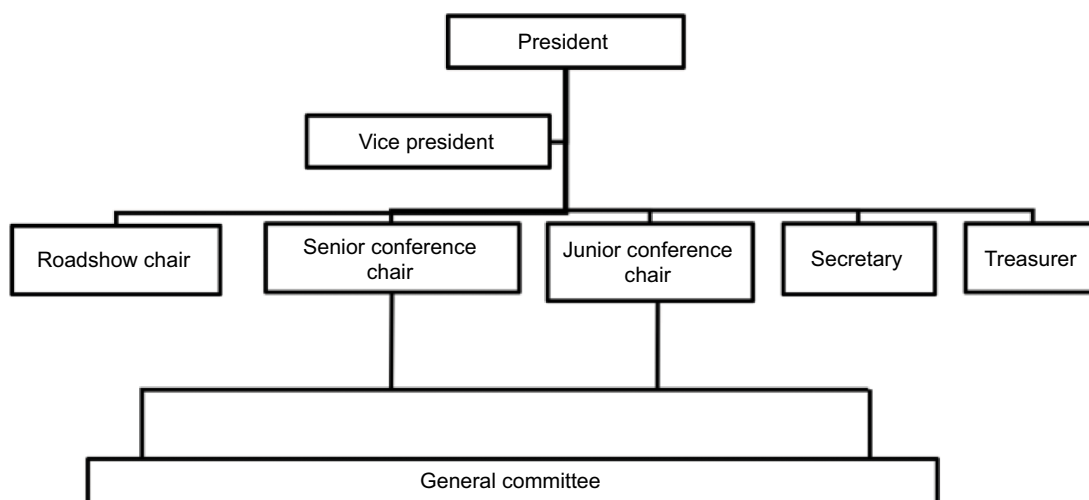 President
Vice president
Roadshow chair
Senior conference
chair
Junior conference
chair
Secretary
Treasurer
General committee